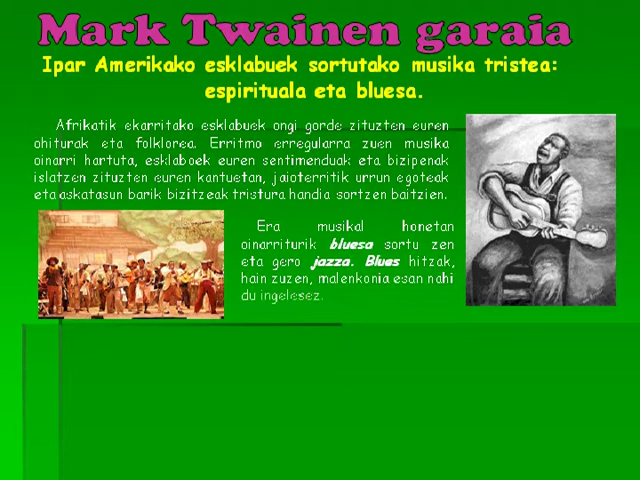 Mark Twainen garaia
Ipar Amerikako esklabuek sortutako musika tristea:
espirituala eta bluesa.
Afrikatik ekarritako esklabuek ongi gorde zituzten euren
ohiturak eta folklorea. Erritmo erregularra zuen musika
oinarri hartuta, esklaboek euren sentimenduak eta bizipenak
islatzen zituzten euren kantuetan, jaioterritik urrun egoteak
eta askatasun barik bizitzeak tristura handia sortzen baitzien.
Era musikal honetan
oinarriturik bluesa sortu zen
eta gero jazza. Blues hitzak,
hain zuzen, malenkonia esan nahi
du ingelesez.